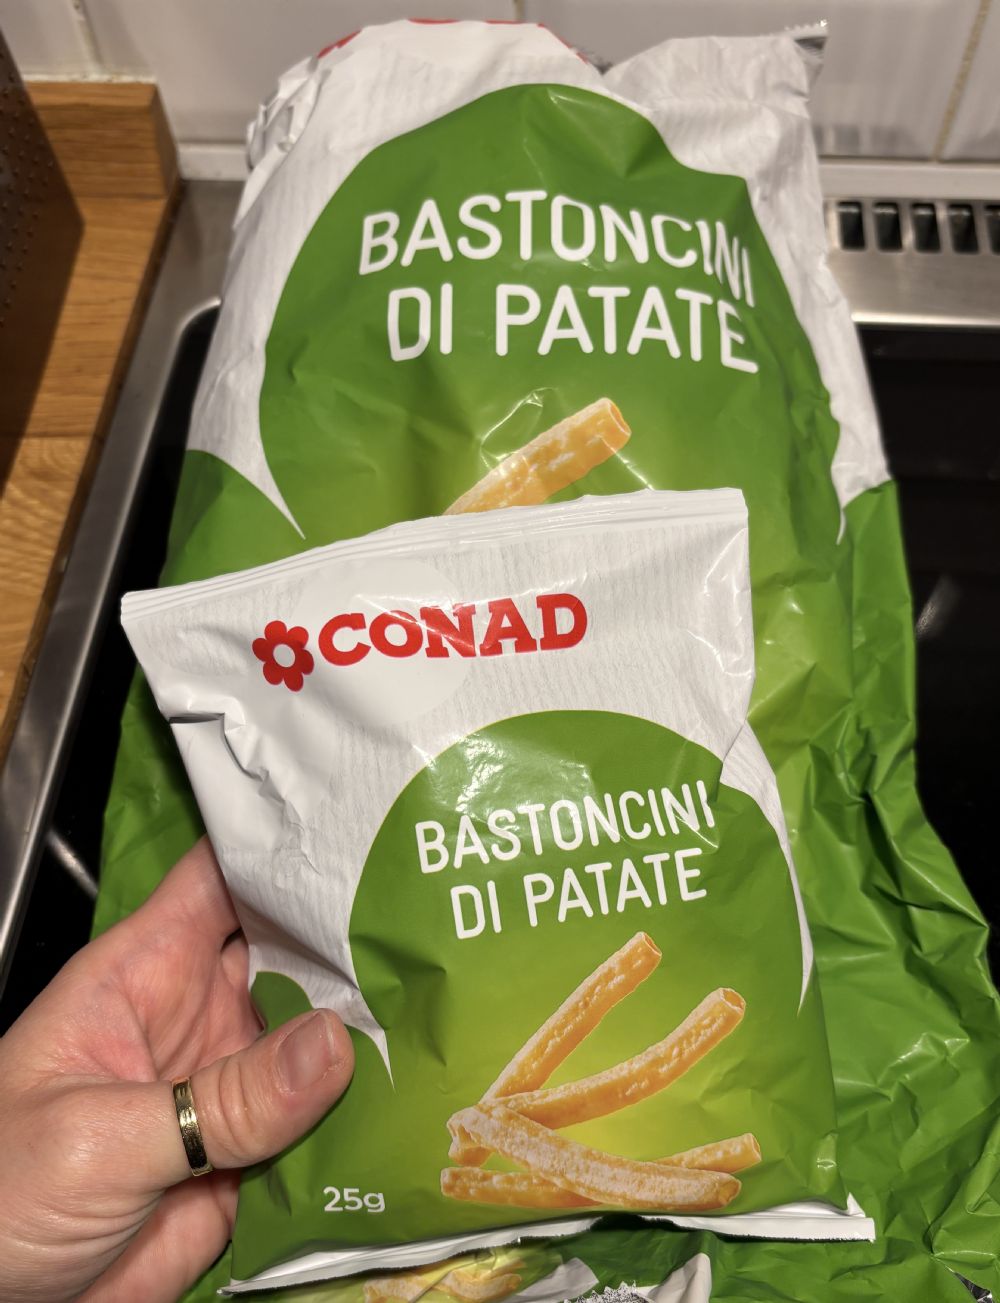 BASTONCINI
DI PATATE
CONAD
BASTONCINI
DI PATATE
25g